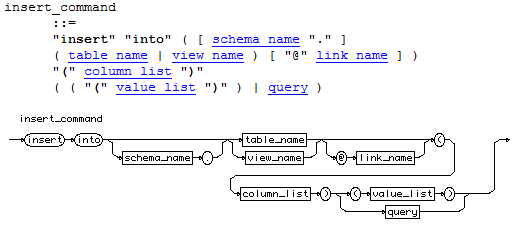 insert_command
::=
"insert" "into" ( [ schema name "." ]
( table name | view name ) [ "@" link name ] )
"(" column list ")"
( ( "(" value list ")" ) | query )
insert_command
insert into schema_name . table_name view_name @ link_name (
column_list ) ( value_list ) query